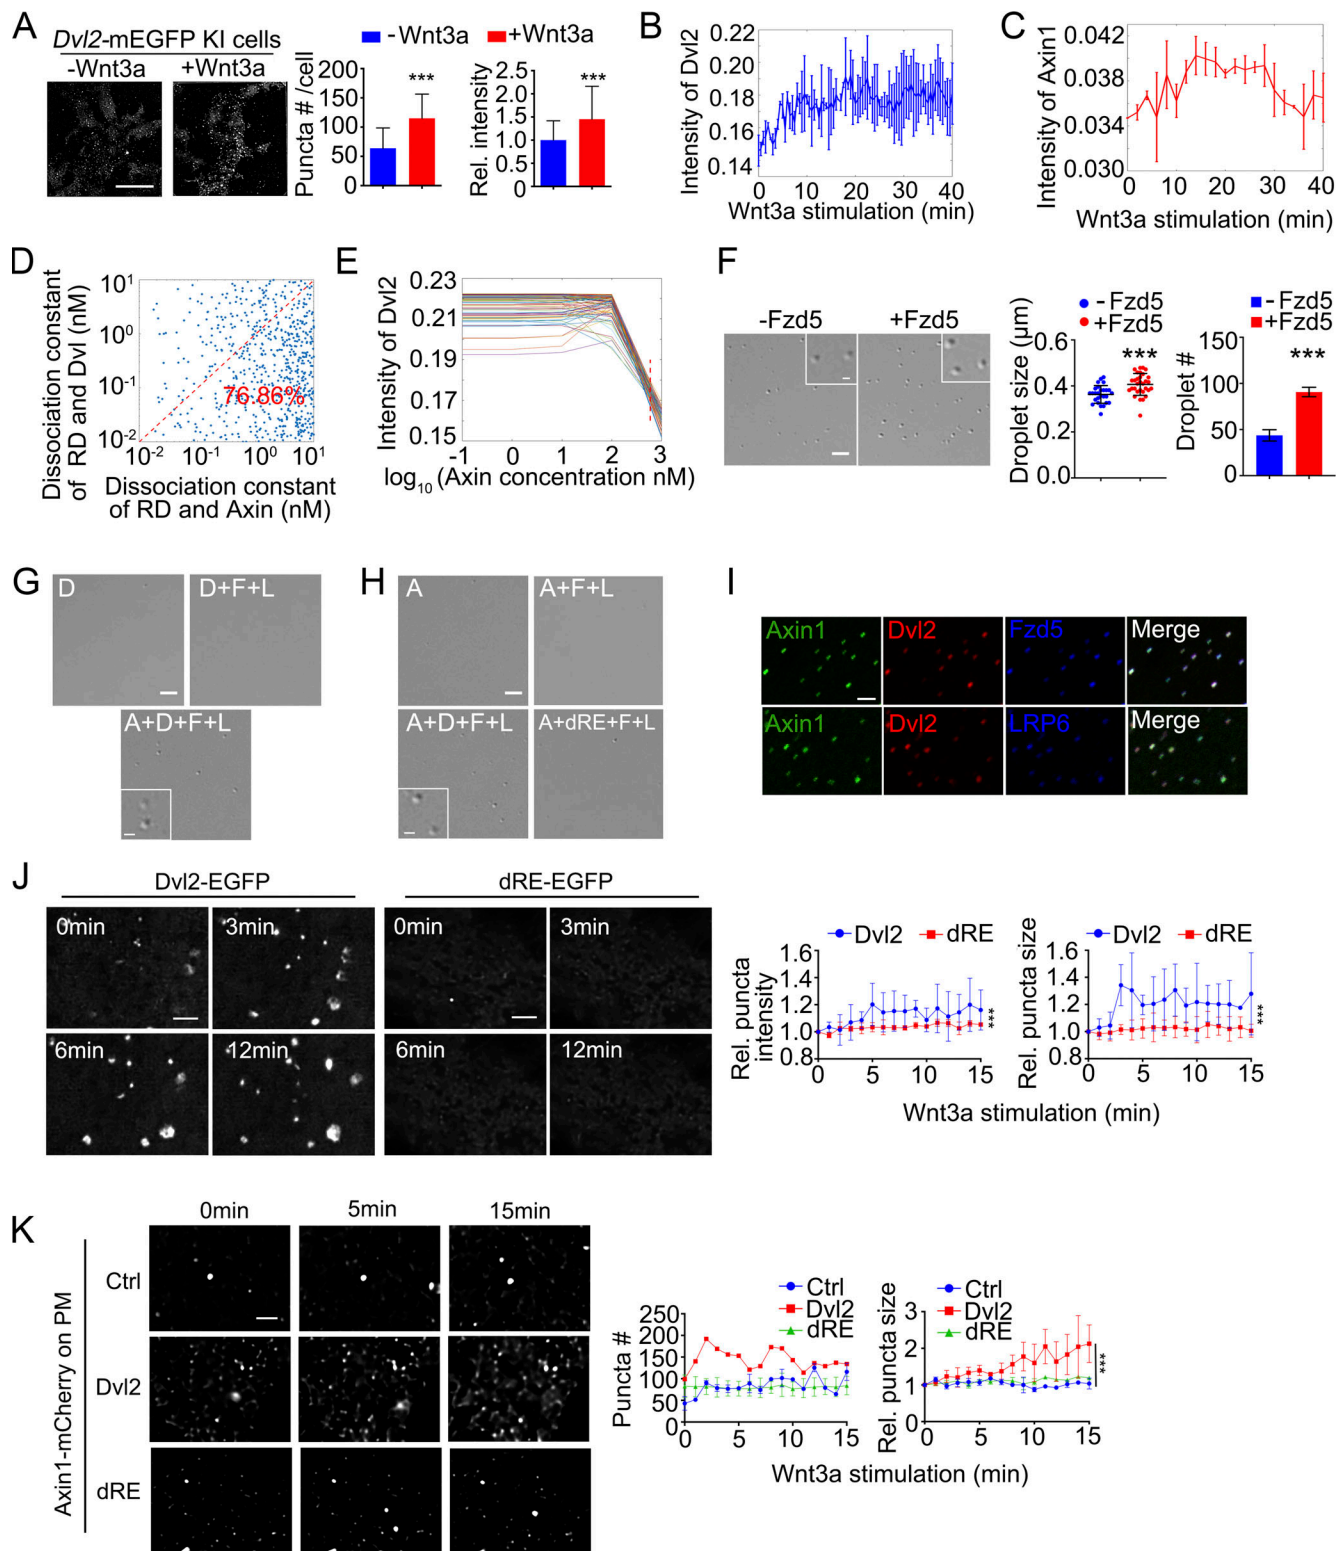 A
Dvl2-mEGFP KI cells
-Wnt3a +Wnt3a
-Wnt3a +Wnt3a
Puncta # /cell
200
150
100
50
0
***
Rel. intensity
2.5
2.0
1.5
1.0
0.5
0
***
B
Intensity of Dvl2
0.22
0.20
0.18
0.16
0.14
0 10 20 30 40
Wnt3a stimulation (min)
C
Intensity of Axin1
0.042
0.038
0.034
0.030
0 10 20 30 40
Wnt3a stimulation (min)
D
Dissociation constant
of RD and Dvl (nM)
10^1
10^0
10^-1
10^-2
76.86%
10^-2 10^-1 10^0 10^1
Dissociation constant
of RD and Axin (nM)
E
Intensity of Dvl2
0.23
0.21
0.19
0.17
0.15
-1 0 1 2 3
log10 (Axin concentration nM)
F
-Fzd5 +Fzd5
- Fzd5
+Fzd5
Droplet size (μm)
0.6
0.4
0.2
0.0
***
- Fzd5
+Fzd5
Droplet #
150
100
50
0
***
G
D
D+F+L
A+D+F+L
H
A
A+F+L
A+D+F+L
A+dRE+F+L
I
Axin1 Dvl2 Fzd5 Merge
Axin1 Dvl2 LRP6 Merge
J
Dvl2-EGFP dRE-EGFP
0min 3min 0min 3min
6min 12min 6min 12min
Dvl2 dRE
Rel. puncta
intensity
1.6
1.4
1.2
1.0
0.8
0 5 10 15
***
Dvl2 dRE
Rel. puncta size
1.6
1.4
1.2
1.0
0.8
0 5 10 15
***
Wnt3a stimulation (min)
K
0min 5min 15min
Axin1-mCherry on PM
Ctrl
Dvl2
dRE
Ctrl
Dvl2
dRE
Puncta #
250
200
150
100
50
0
0 5 10 15
Ctrl
Dvl2
dRE
Rel. puncta size
3
2
1
0
0 5 10 15
***
Wnt3a stimulation (min)